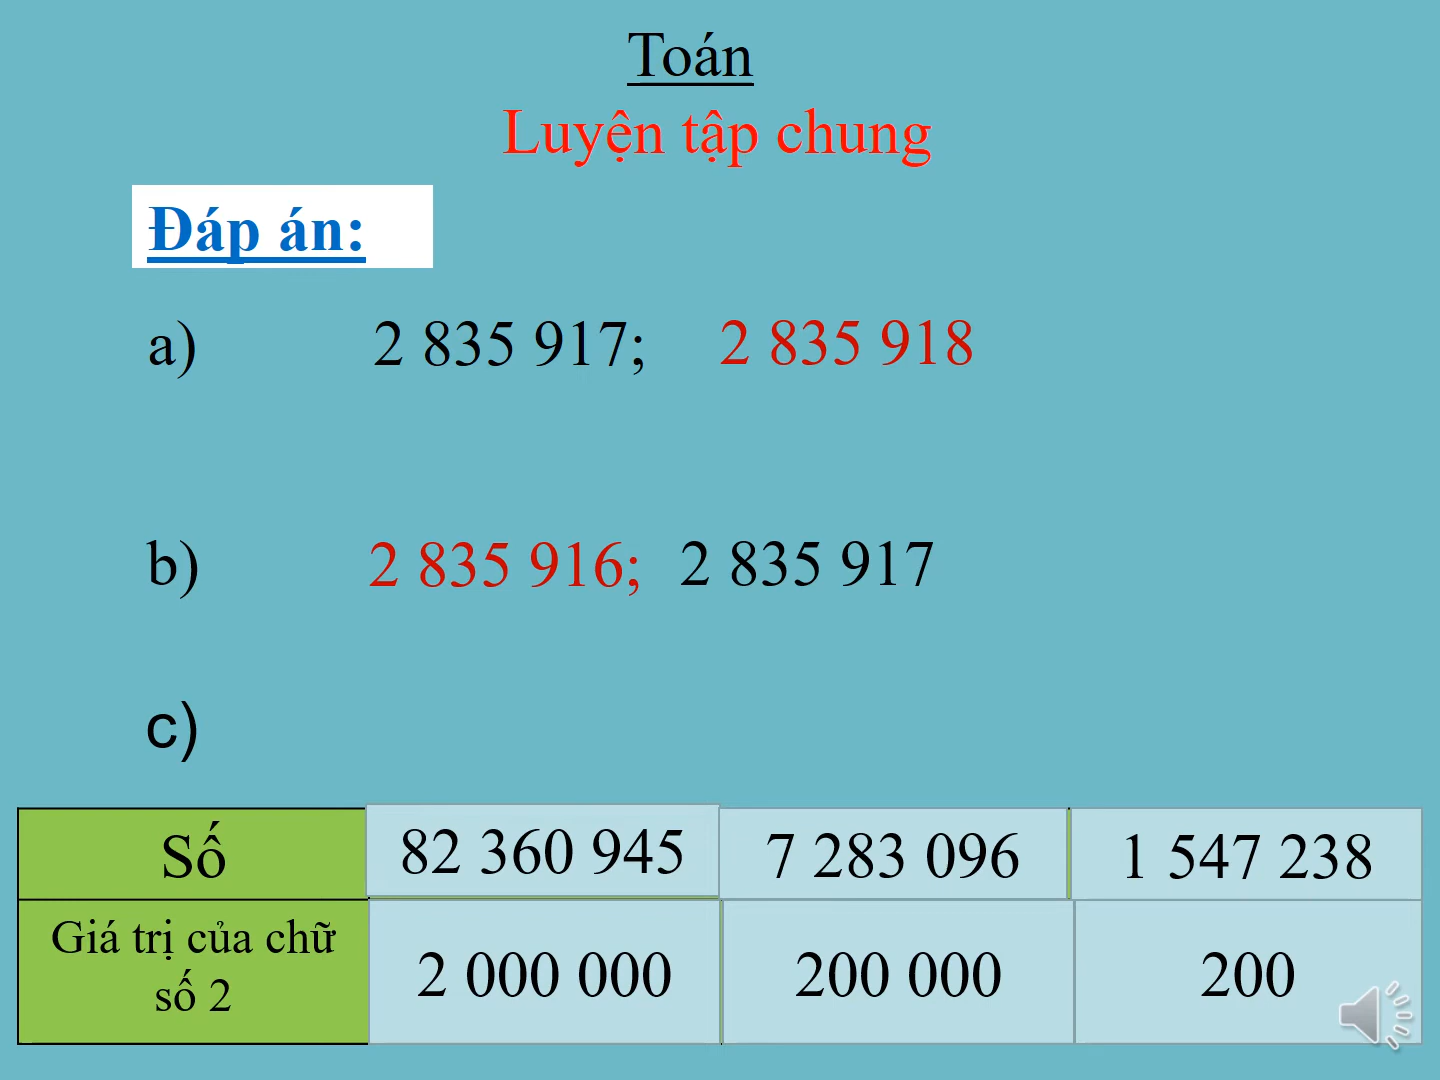 Toán
Luyện tập chung
Đáp án:
a) 2 835 917; 2 835 918
b) 2 835 916; 2 835 917
c)
Số 82 360 945 7 283 096 1 547 238
Giá trị của chữ
số 2 2 000 000 200 000 200